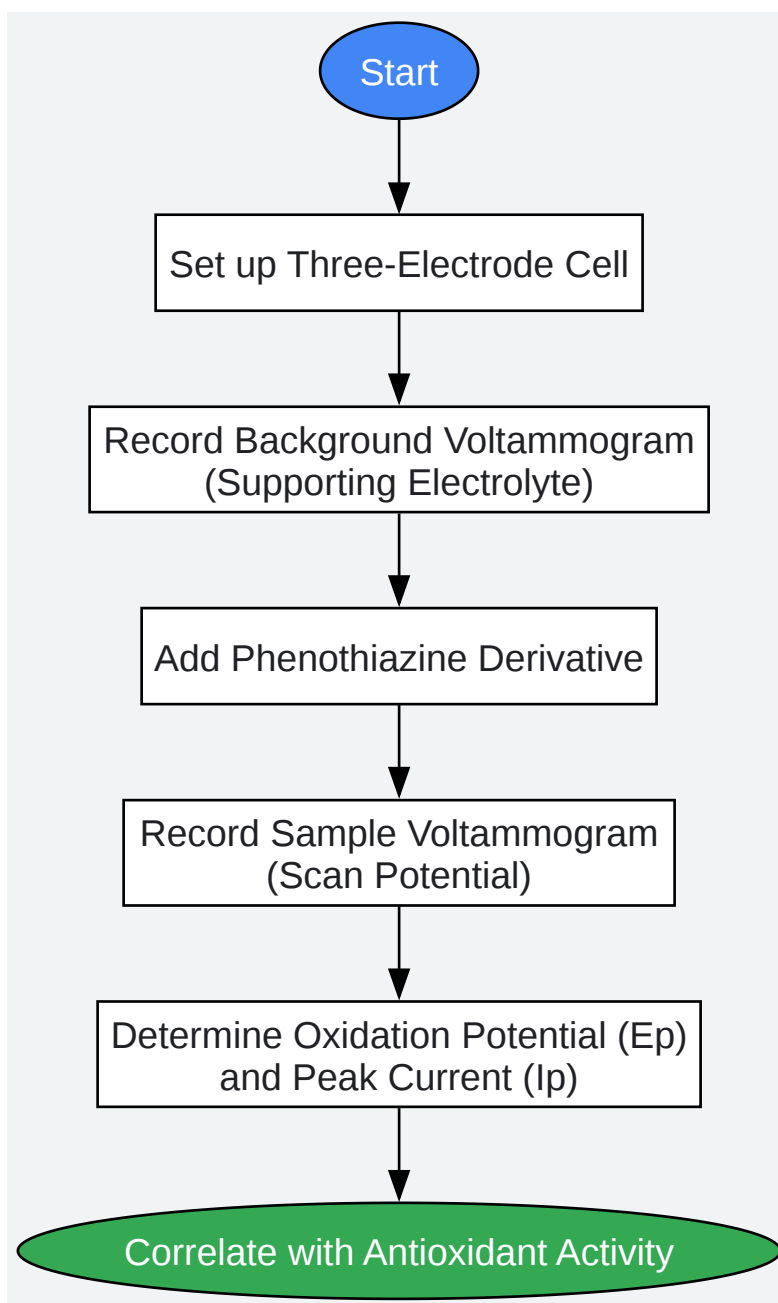 Start
Set up Three-Electrode Cell
Record Background Voltammogram
(Supporting Electrolyte)
Add Phenothiazine Derivative
Record Sample Voltammogram
(Scan Potential)
Determine Oxidation Potential (Ep)
and Peak Current (Ip)
Correlate with Antioxidant Activity